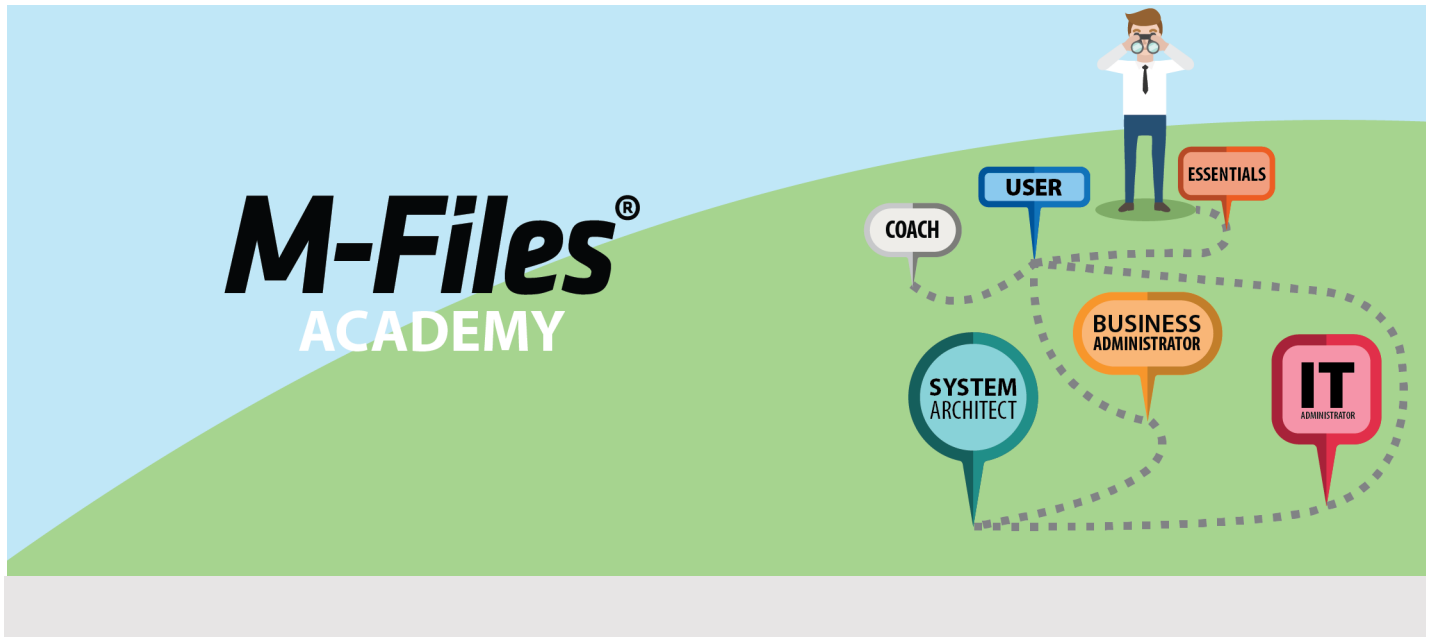 M-Files®
ACADEMY
ESSENTIALS
USER
COACH
BUSINESS
ADMINISTRATOR
SYSTEM
ARCHITECT
IT
ADMINISTRATOR